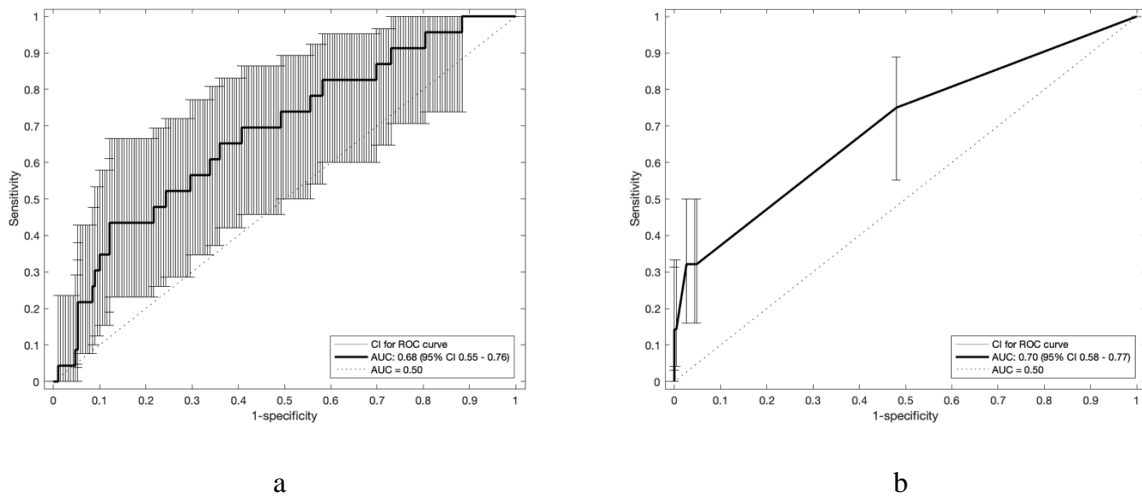 1
0.9
0.8
0.7
0.6
0.5
0.4
0.3
0.2
0.1
0
Sensitivity
0 0.1 0.2 0.3 0.4 0.5 0.6 0.7 0.8 0.9 1
1-specificity
CI for ROC curve
AUC: 0.68 (95% CI 0.55 - 0.76)
AUC = 0.50
a
1
0.9
0.8
0.7
0.6
0.5
0.4
0.3
0.2
0.1
0
Sensitivity
0 0.1 0.2 0.3 0.4 0.5 0.6 0.7 0.8 0.9 1
1-specificity
CI for ROC curve
AUC: 0.70 (95% CI 0.58 - 0.77)
AUC = 0.50
b